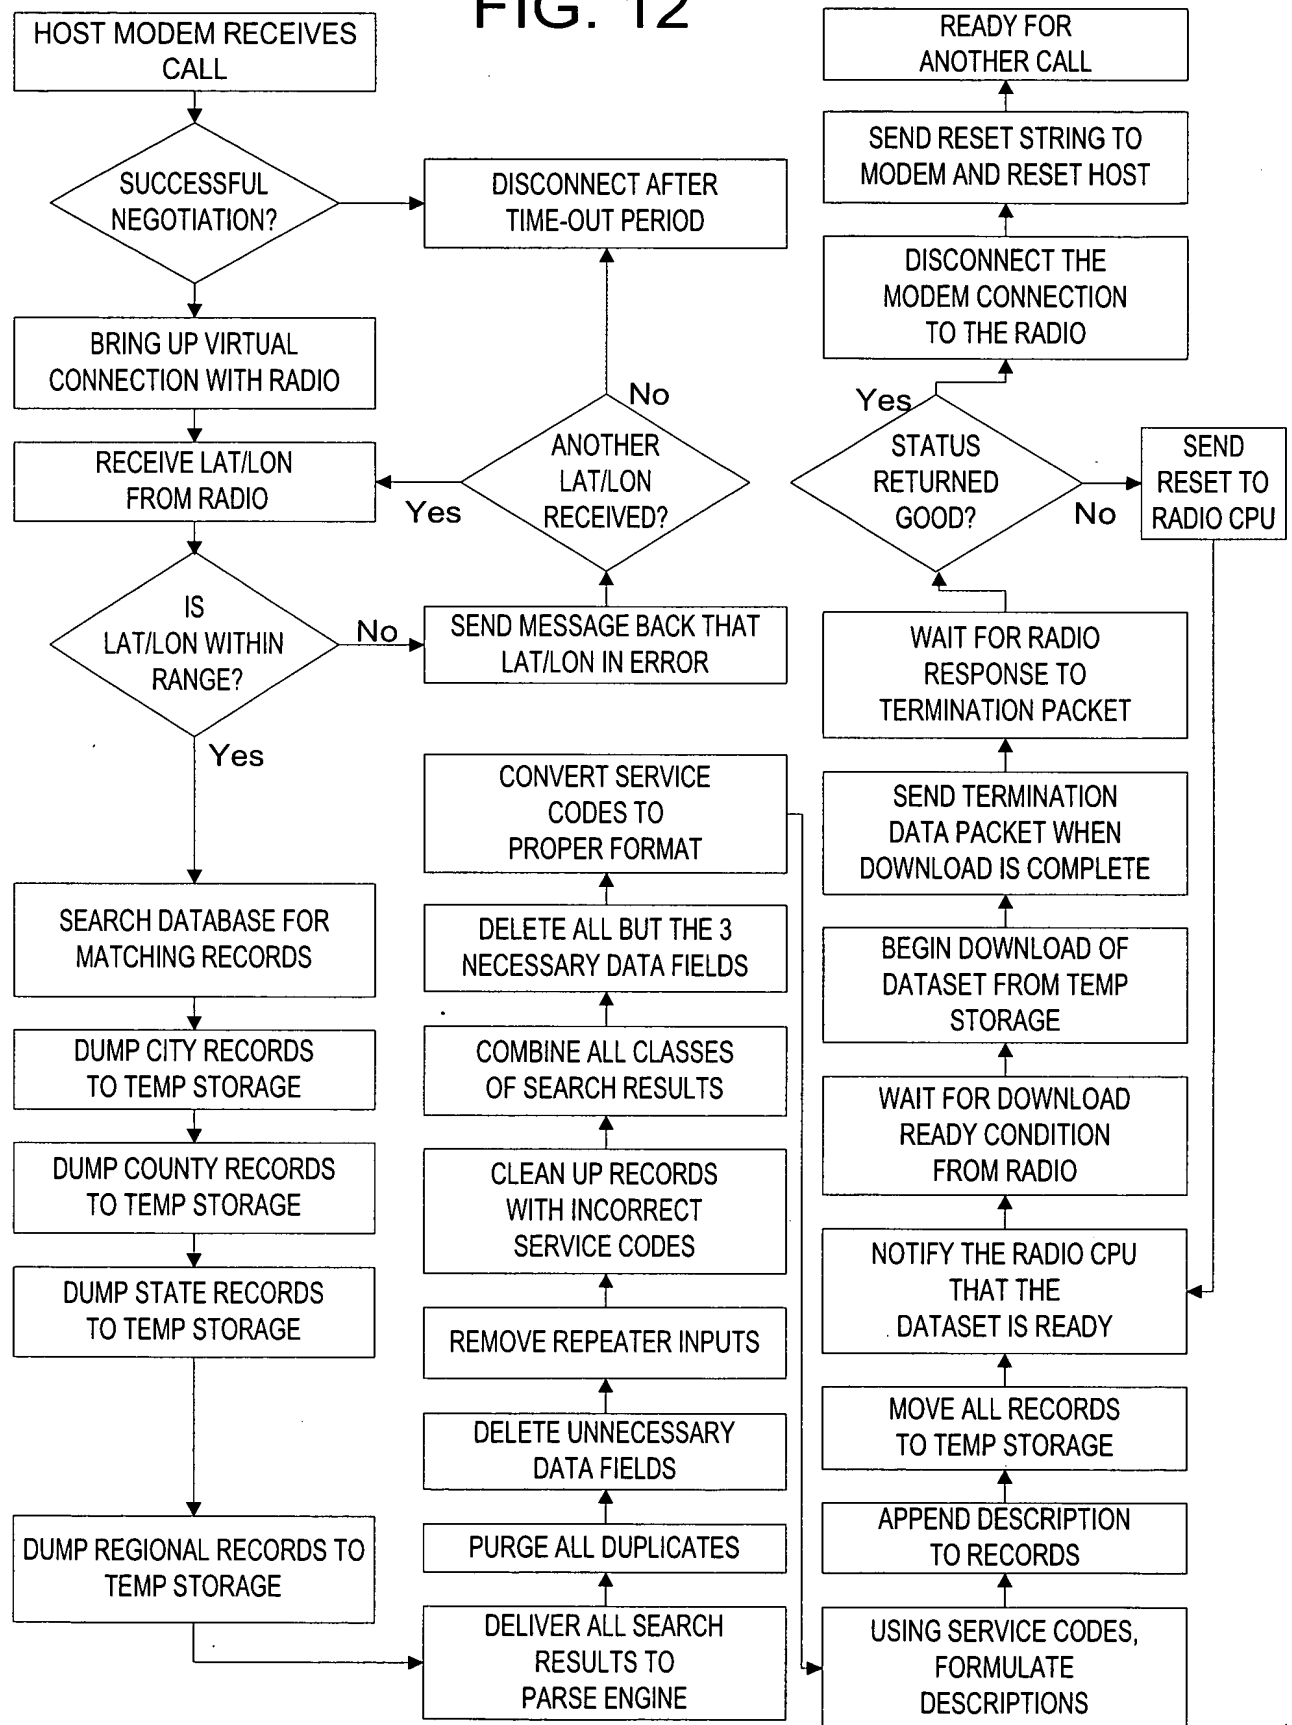 FIG. 12
HOST MODEM RECEIVES
CALL
SUCCESSFUL
NEGOTIATION?
DISCONNECT AFTER
TIME-OUT PERIOD
BRING UP VIRTUAL
CONNECTION WITH RADIO
RECEIVE LAT/LON
FROM RADIO
Yes
ANOTHER
LAT/LON
RECEIVED?
No
IS
LAT/LON WITHIN
RANGE?
No
SEND MESSAGE BACK THAT
LAT/LON IN ERROR
Yes
SEARCH DATABASE FOR
MATCHING RECORDS
DUMP CITY RECORDS
TO TEMP STORAGE
DUMP COUNTY RECORDS
TO TEMP STORAGE
DUMP STATE RECORDS
TO TEMP STORAGE
DUMP REGIONAL RECORDS TO
TEMP STORAGE
CONVERT SERVICE
CODES TO
PROPER FORMAT
DELETE ALL BUT THE 3
NECESSARY DATA FIELDS
COMBINE ALL CLASSES
OF SEARCH RESULTS
CLEAN UP RECORDS
WITH INCORRECT
SERVICE CODES
REMOVE REPEATER INPUTS
DELETE UNNECESSARY
DATA FIELDS
PURGE ALL DUPLICATES
DELIVER ALL SEARCH
RESULTS TO
PARSE ENGINE
READY FOR
ANOTHER CALL
SEND RESET STRING TO
MODEM AND RESET HOST
DISCONNECT THE
MODEM CONNECTION
TO THE RADIO
Yes
STATUS
RETURNED
GOOD?
No
SEND
RESET TO
RADIO CPU
WAIT FOR RADIO
RESPONSE TO
TERMINATION PACKET
SEND TERMINATION
DATA PACKET WHEN
DOWNLOAD IS COMPLETE
BEGIN DOWNLOAD OF
DATASET FROM TEMP
STORAGE
WAIT FOR DOWNLOAD
READY CONDITION
FROM RADIO
NOTIFY THE RADIO CPU
THAT THE
DATASET IS READY
MOVE ALL RECORDS
TO TEMP STORAGE
APPEND DESCRIPTION
TO RECORDS
USING SERVICE CODES,
FORMULATE
DESCRIPTIONS